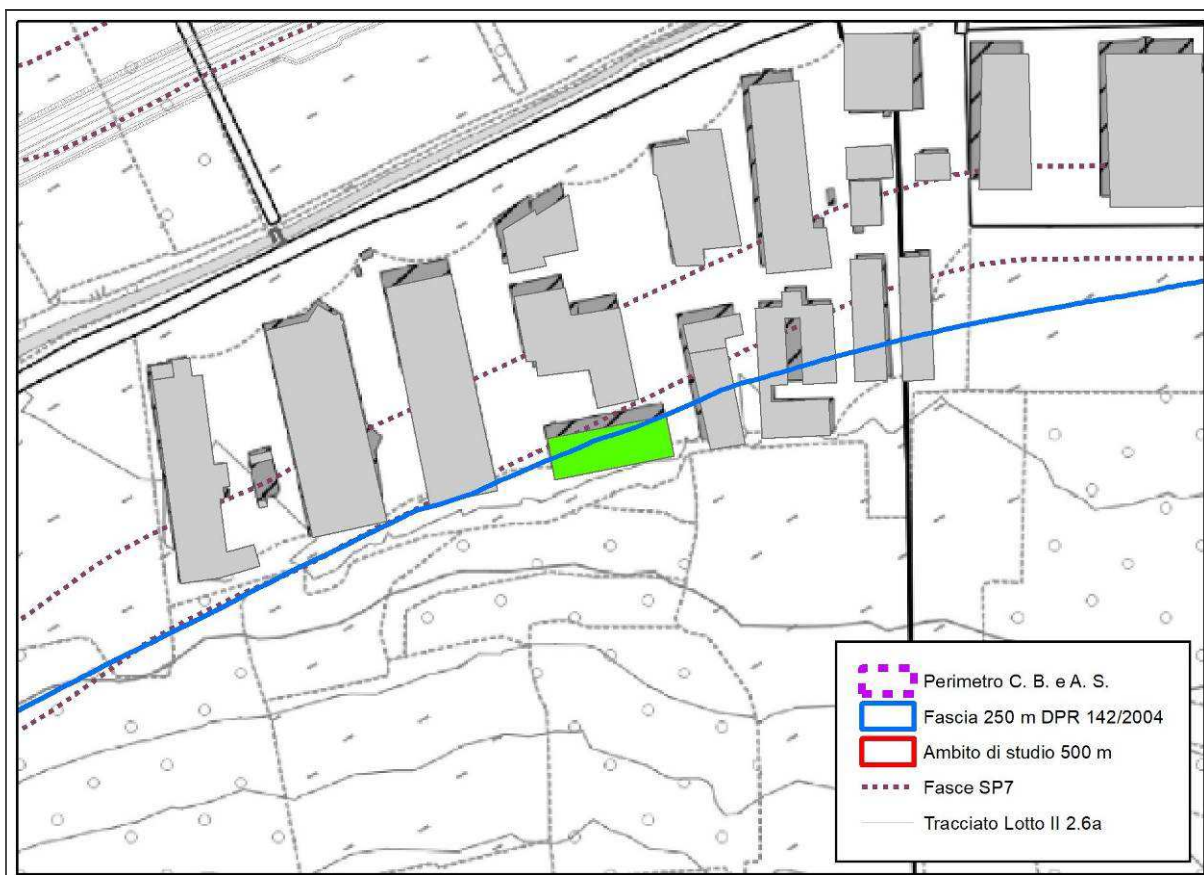 Perimetro C. B. e A. S.
Fascia 250 m DPR 142/2004
Ambito di studio 500 m
Fasce SP7
Tracciato Lotto II 2.6a